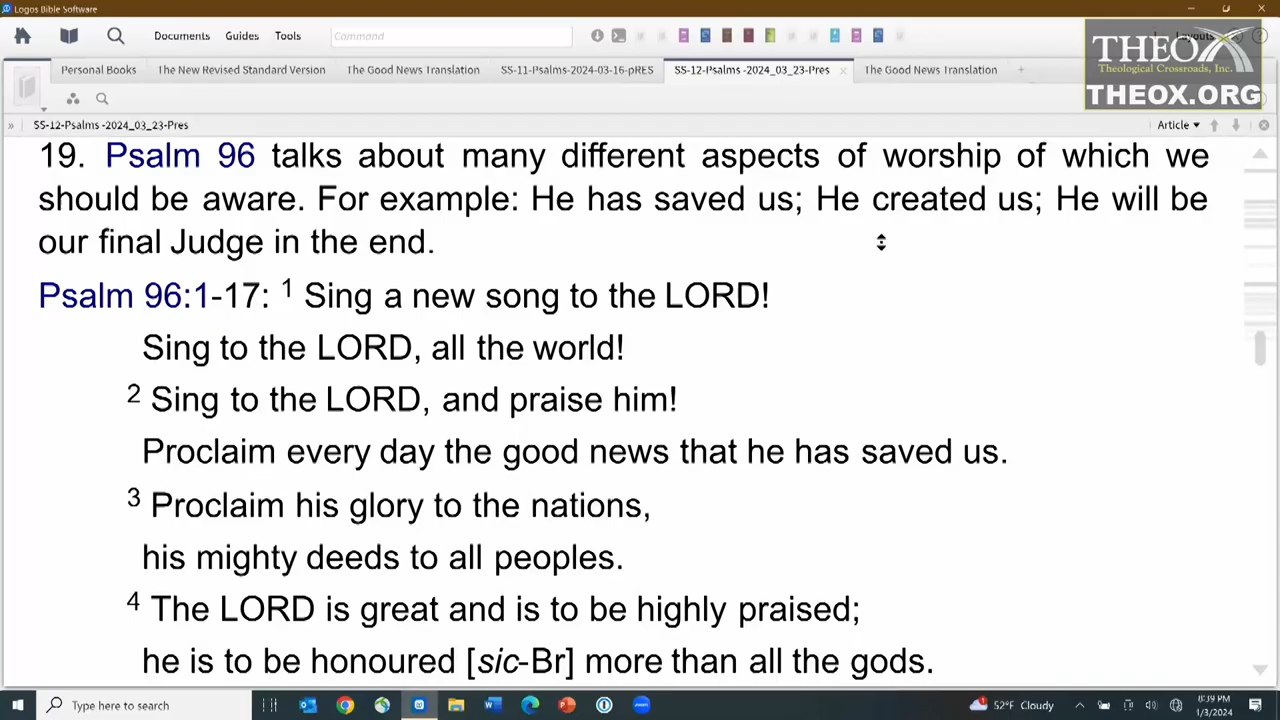 Logos Bible Software
Documents Guides Tools Command Layouts
THEOX
Theological Crossroads, Inc.
THEOX.ORG
Personal Books The New Revised Standard Version The Good New 11-Psalms-2024-03-16-pRES SS-12-Psalms -2024_03_23-Pres The Good News Translation
SS-12-Psalms -2024_03_23-Pres Article
19. Psalm 96 talks about many different aspects of worship of which we
should be aware. For example: He has saved us; He created us; He will be
our final Judge in the end.
Psalm 96:1-17: 1 Sing a new song to the LORD!
Sing to the LORD, all the world!
2 Sing to the LORD, and praise him!
Proclaim every day the good news that he has saved us.
3 Proclaim his glory to the nations,
his mighty deeds to all peoples.
4 The LORD is great and is to be highly praised;
he is to be honoured [sic-Br] more than all the gods.
Type here to search 52°F Cloudy 8:39 PM
1/3/2024